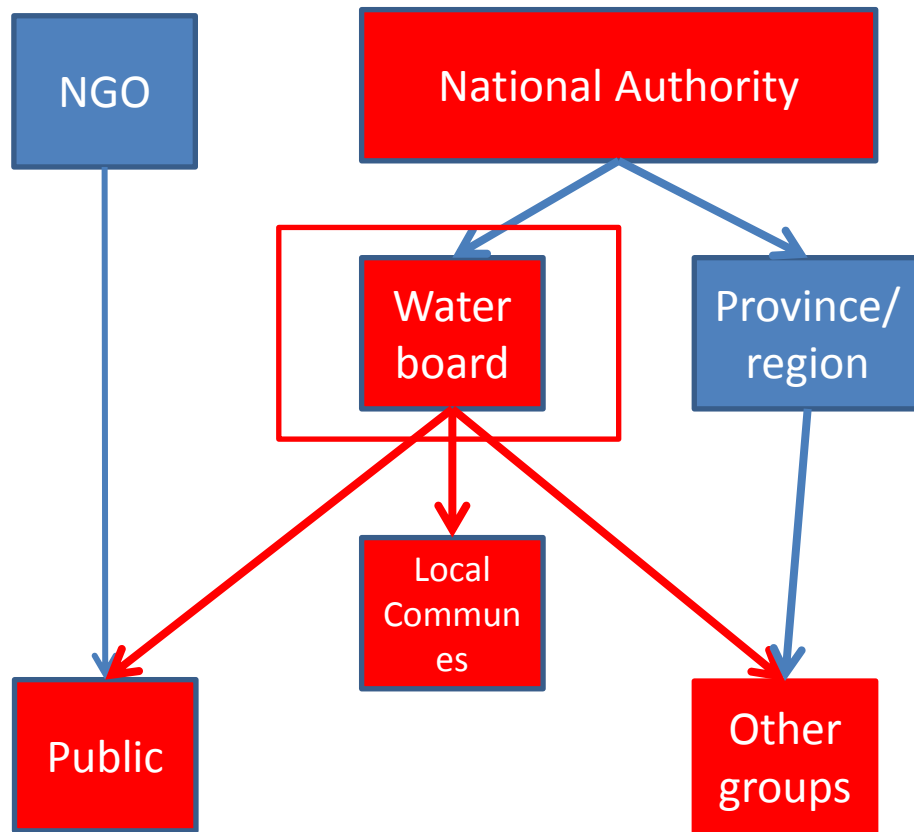 NGO
National Authority
Water
board
Province/
region
Local
Commun
es
Public
Other
groups